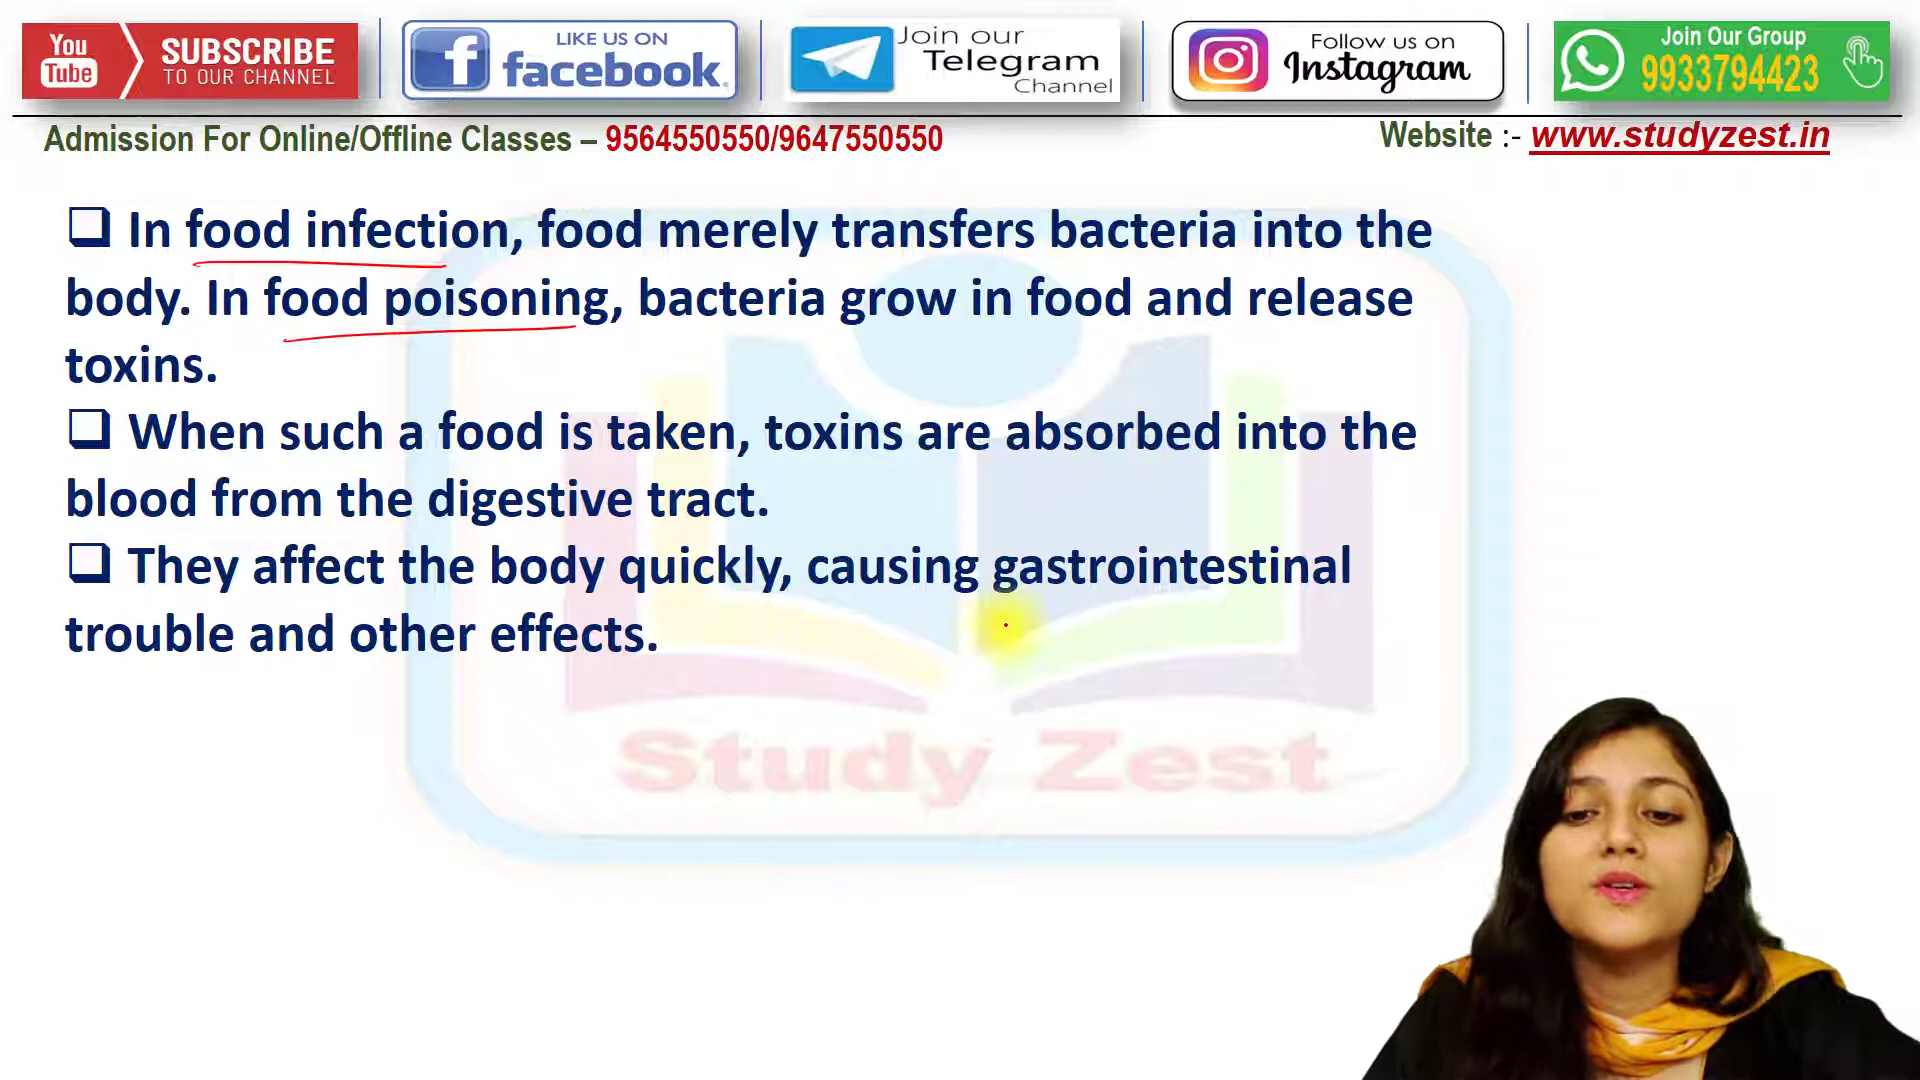 You Tube SUBSCRIBE TO OUR CHANNEL
LIKE US ON facebook.
Join our Telegram Channel
Follow us on Instagram
Join Our Group 9933794423
Admission For Online/Offline Classes – 9564550550/9647550550
Website :- www.studyzest.in
In food infection, food merely transfers bacteria into the
body. In food poisoning, bacteria grow in food and release
toxins.
When such a food is taken, toxins are absorbed into the
blood from the digestive tract.
They affect the body quickly, causing gastrointestinal
trouble and other effects.
Study Zest